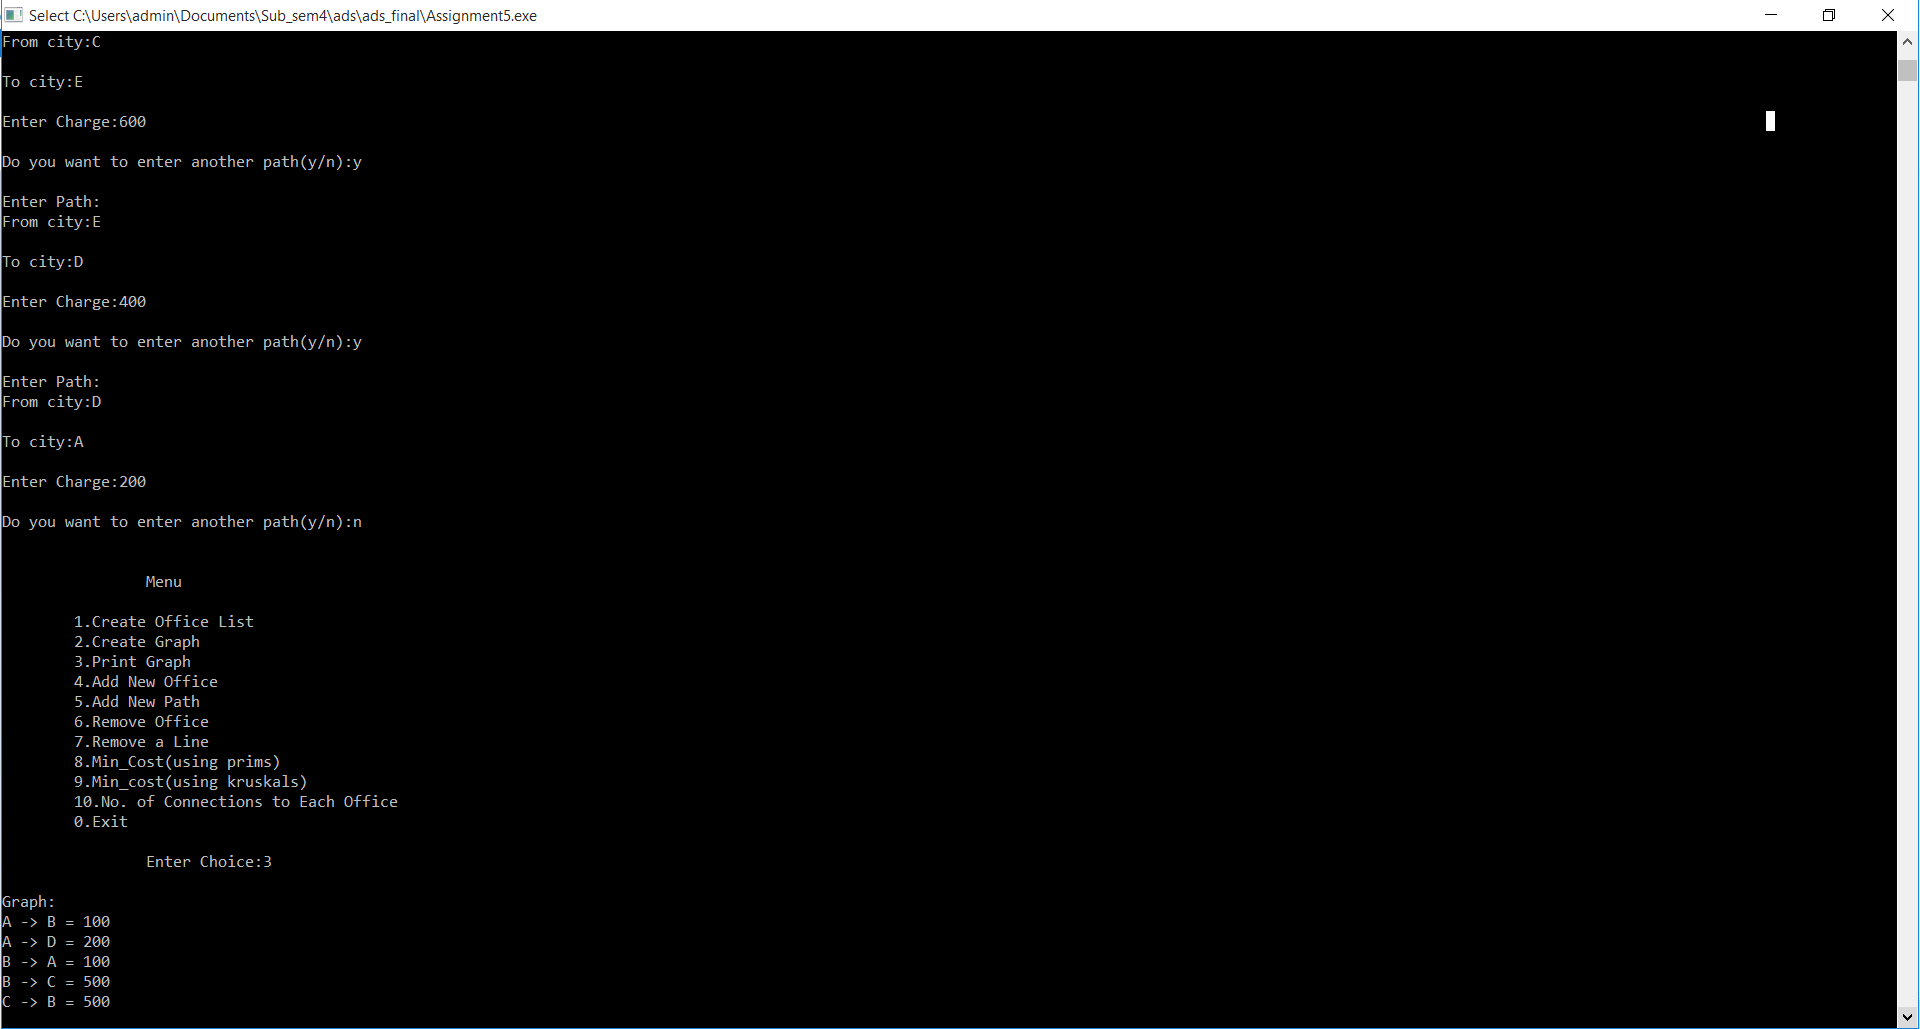 Select C:\Users\admin\Documents\Sub_sem4\ads\ads_final\Assignment5.exe
From city:C
To city:E
Enter Charge:600
Do you want to enter another path(y/n):y
Enter Path:
From city:E
To city:D
Enter Charge:400
Do you want to enter another path(y/n):y
Enter Path:
From city:D
To city:A
Enter Charge:200
Do you want to enter another path(y/n):n
Menu
1.Create Office List
2.Create Graph
3.Print Graph
4.Add New Office
5.Add New Path
6.Remove Office
7.Remove a Line
8.Min_Cost(using prims)
9.Min_cost(using kruskals)
10.No. of Connections to Each Office
0.Exit
Enter Choice:3
Graph:
A -> B = 100
A -> D = 200
B -> A = 100
B -> C = 500
C -> B = 500